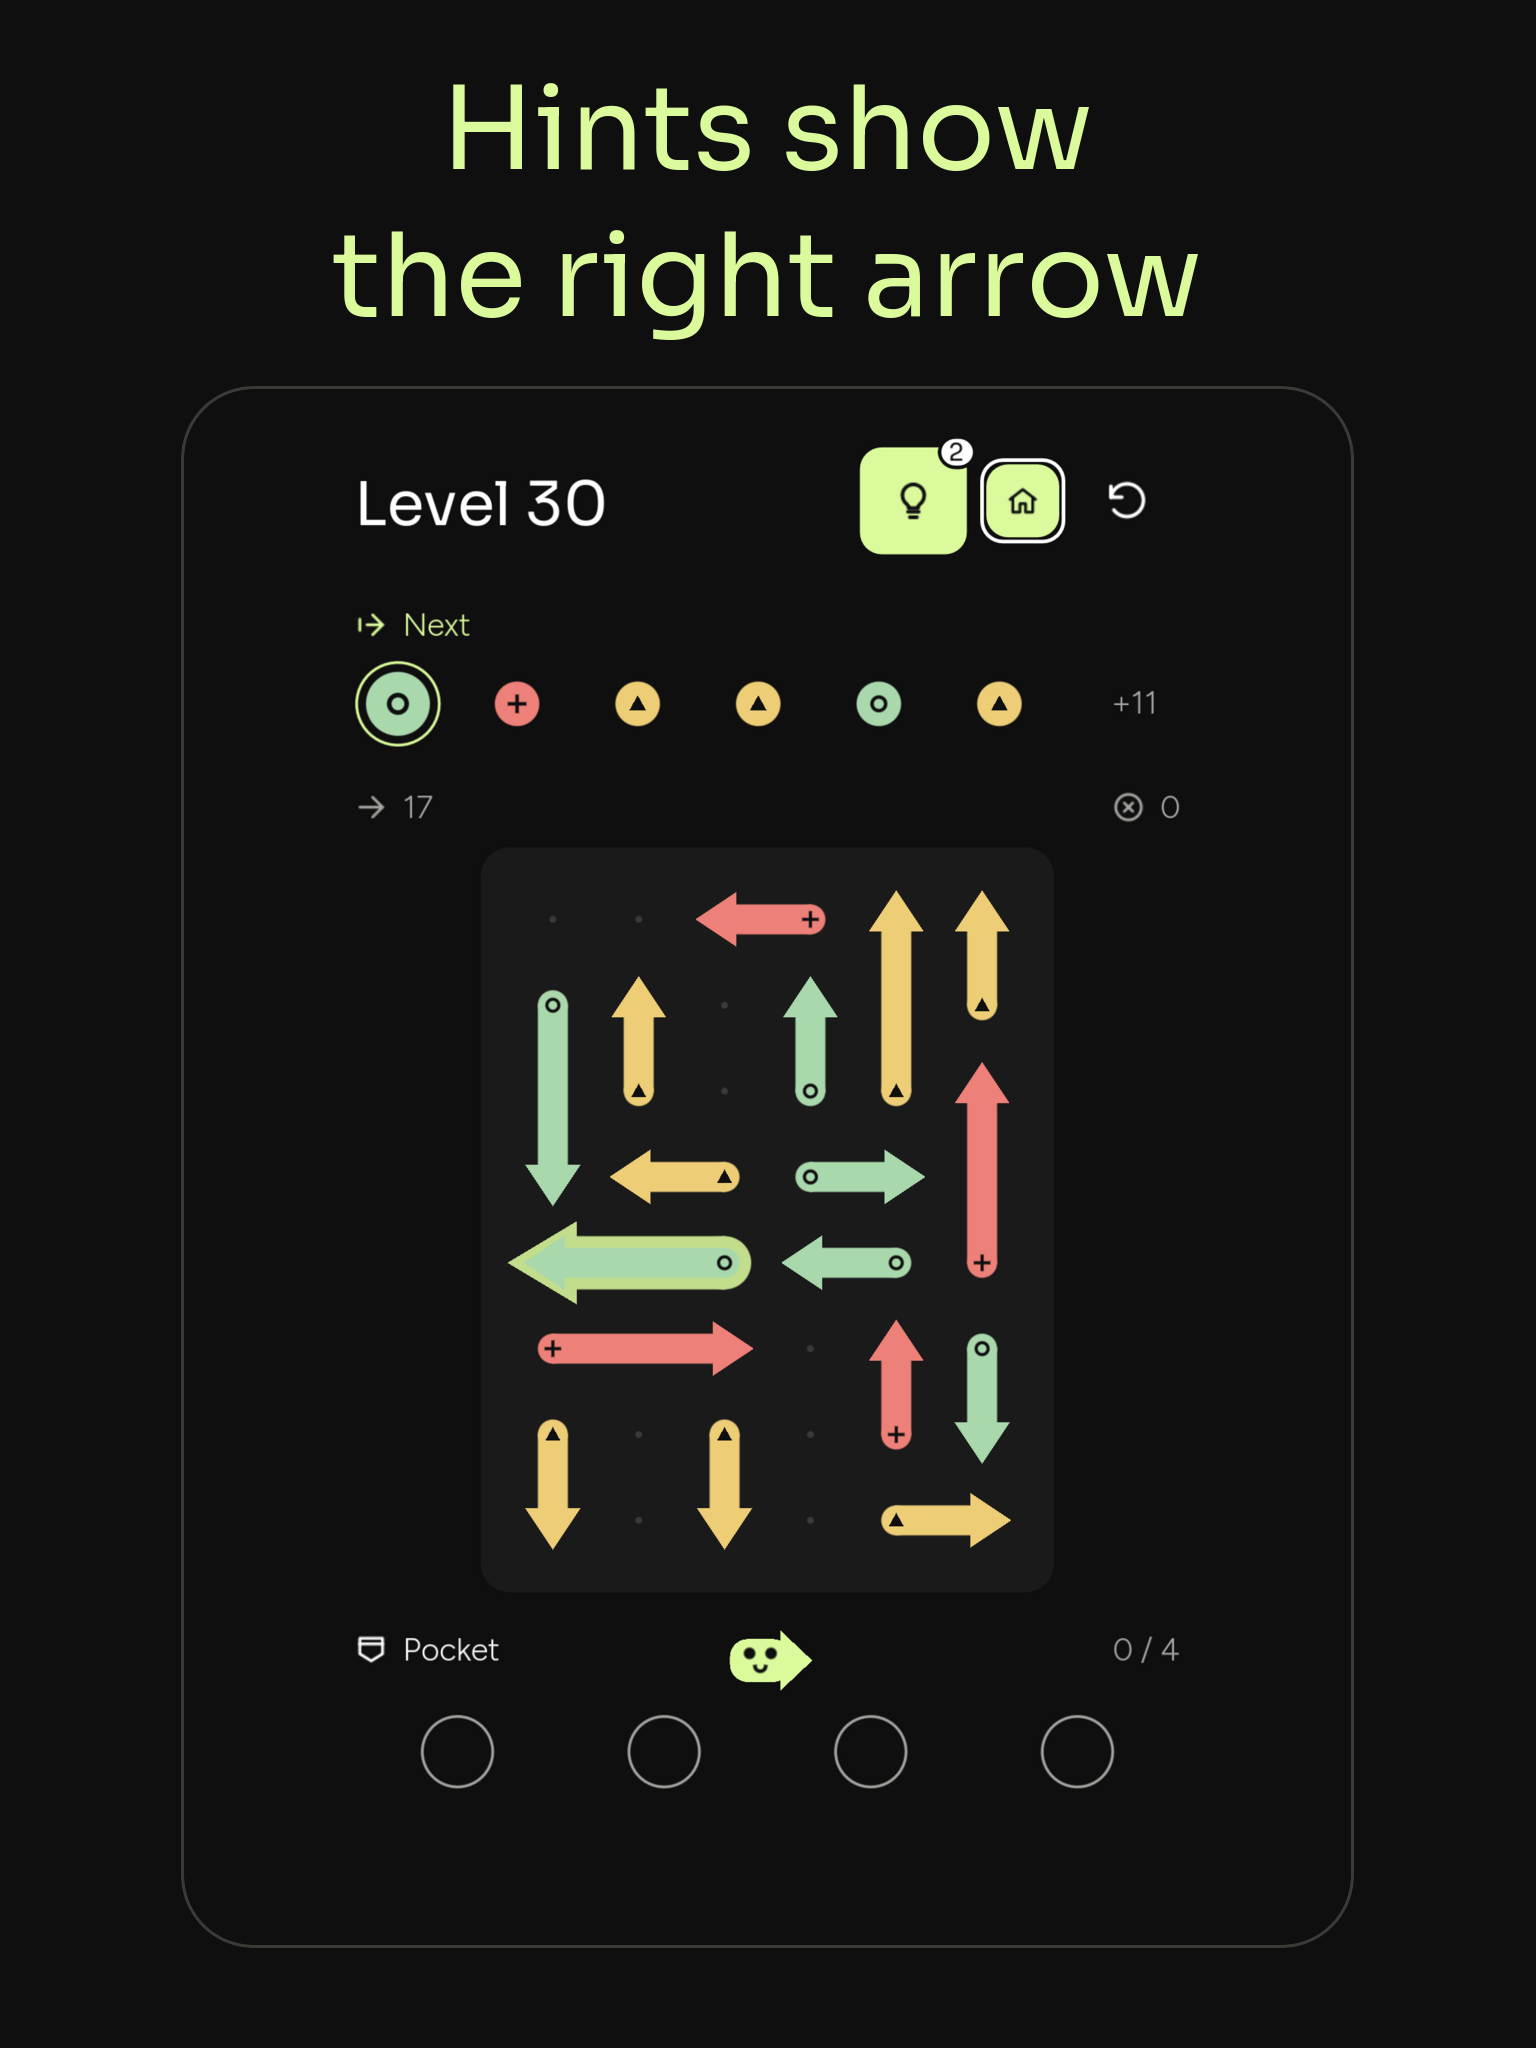 Hints show
the right arrow
Level 30
2
Next
+11
17
0
Pocket
0 / 4